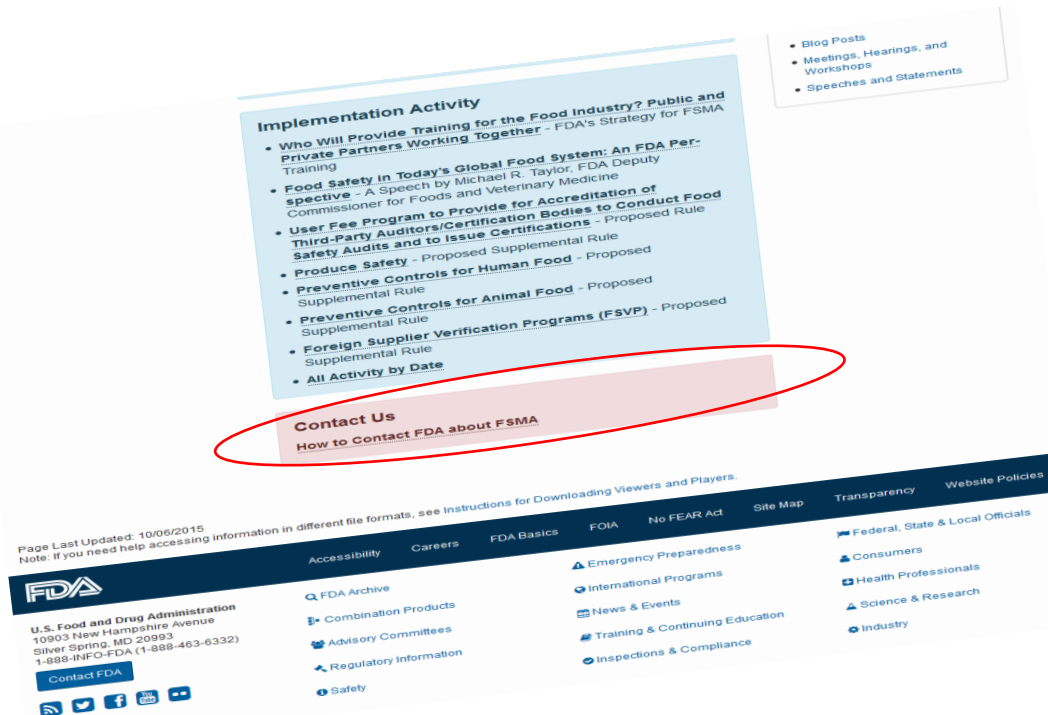 • Blog Posts
• Meetings, Hearings, and
Workshops
• Speeches and Statements
Implementation Activity
• Who Will Provide Training for the Food Industry? Public and
Private Partners Working Together - FDA's Strategy for FSMA
Training
• Food Safety in Today's Global Food System: An FDA Per-
spective - A Speech by Michael R. Taylor, FDA Deputy
Commissioner for Foods and Veterinary Medicine
• User Fee Program to Provide for Accreditation of
Third-Party Auditors/Certification Bodies to Conduct Food
Safety Audits and to Issue Certifications - Proposed Rule
• Produce Safety - Proposed Supplemental Rule
• Preventive Controls for Human Food - Proposed
Supplemental Rule
• Preventive Controls for Animal Food - Proposed
Supplemental Rule
• Foreign Supplier Verification Programs (FSVP) - Proposed
Supplemental Rule
• All Activity by Date
Contact Us
How to Contact FDA about FSMA
Page Last Updated: 10/06/2015
Note: If you need help accessing information in different file formats, see Instructions for Downloading Viewers and Players.
Accessibility Careers FDA Basics FOIA No FEAR Act Site Map Transparency Website Policies
FDA
U.S. Food and Drug Administration
10903 New Hampshire Avenue
Silver Spring, MD 20993
1-888-INFO-FDA (1-888-463-6332)
Contact FDA
You Tube
FDA Archive
Combination Products
Advisory Committees
Regulatory Information
Safety
Emergency Preparedness
International Programs
News & Events
Training & Continuing Education
Inspections & Compliance
Federal, State & Local Officials
Consumers
Health Professionals
Science & Research
Industry